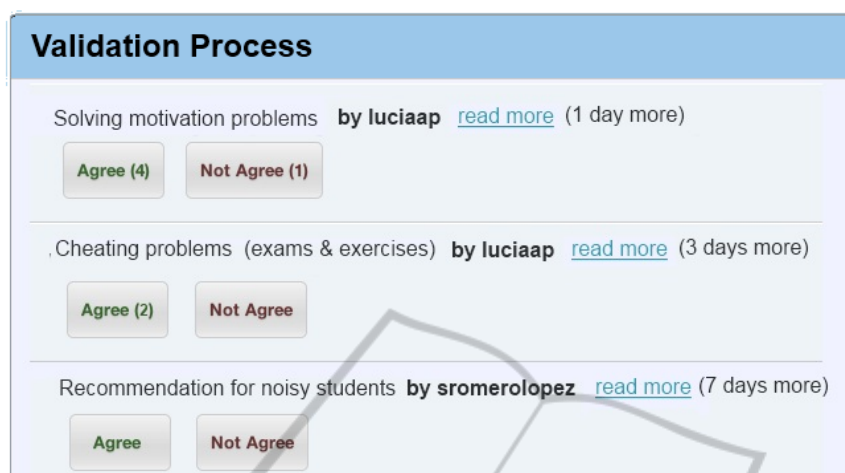 Validation Process
Solving motivation problems by luciaap read more (1 day more)
Agree (4) Not Agree (1)
Cheating problems (exams & exercises) by luciaap read more (3 days more)
Agree (2) Not Agree
Recommendation for noisy students by sromerolopez read more (7 days more)
Agree Not Agree